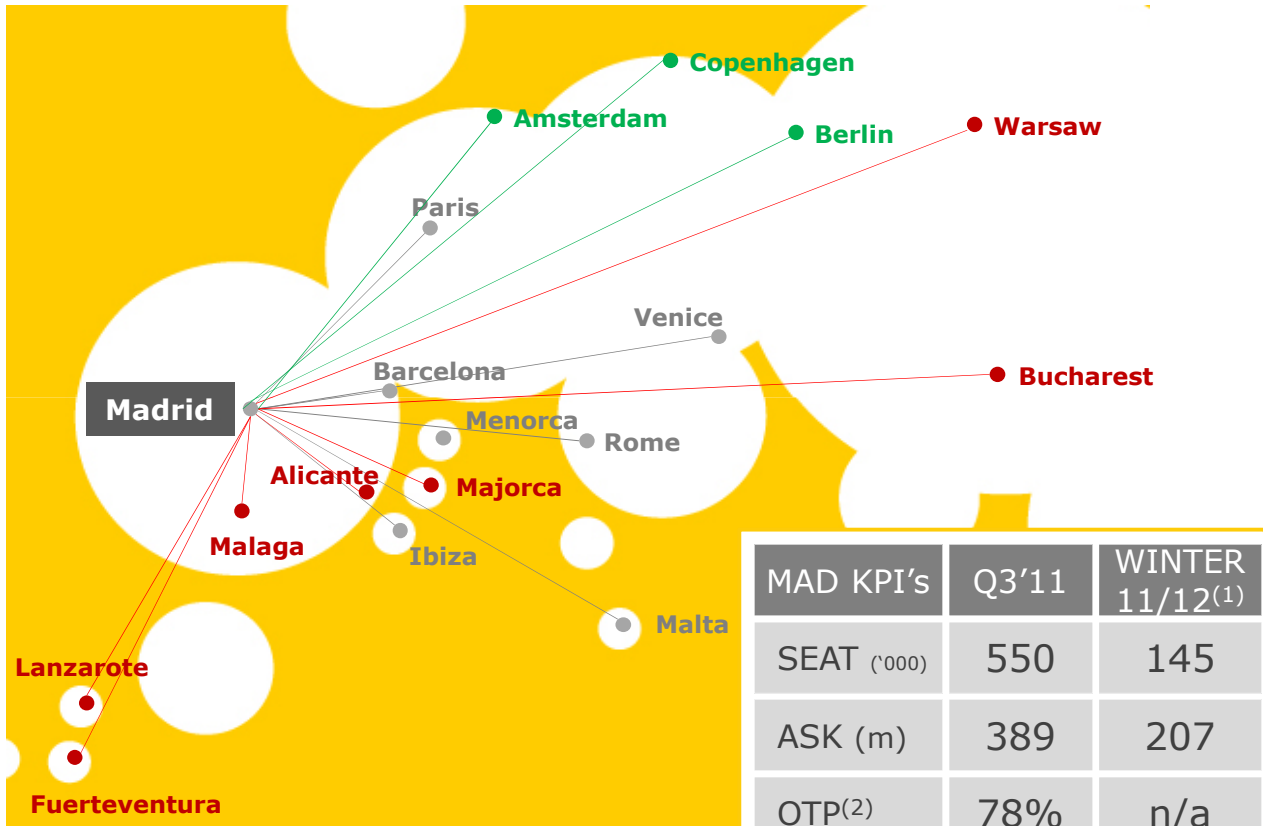 Copenhagen
Amsterdam
Berlin
Warsaw
Paris
Venice
Barcelona
Bucharest
Madrid
Menorca
Rome
Alicante
Majorca
Malaga
Ibiza
Malta
Lanzarote
Fuerteventura
MAD KPI's Q3'11 WINTER 11/12(1)
SEAT (‘000) 550 145
ASK (m) 389 207
OTP(2) 78% n/a